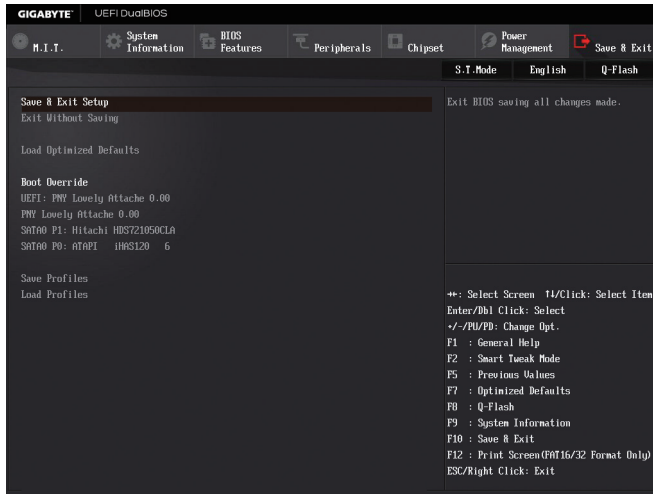 GIGABYTE™ UEFI DualBIOS
M.I.T. System Information BIOS Features Peripherals Chipset Power Management Save & Exit
S.T.Mode English Q-Flash
Save & Exit Setup
Exit Without Saving
Load Optimized Defaults
Boot Override
UEFI: PNY Lovely Attache 0.00
PNY Lovely Attache 0.00
SATA0 P1: Hitachi HDS721050CLA
SATA0 P0: ATAPI iHAS120 6
Save Profiles
Load Profiles
Exit BIOS saving all changes made.
→←: Select Screen ↑↓/Click: Select Item
Enter/Dbl Click: Select
+/-/PU/PD: Change Opt.
F1 : General Help
F2 : Smart Tweak Mode
F5 : Previous Values
F7 : Optimized Defaults
F8 : Q-Flash
F9 : System Information
F10 : Save & Exit
F12 : Print Screen(FAT16/32 Format Only)
ESC/Right Click: Exit